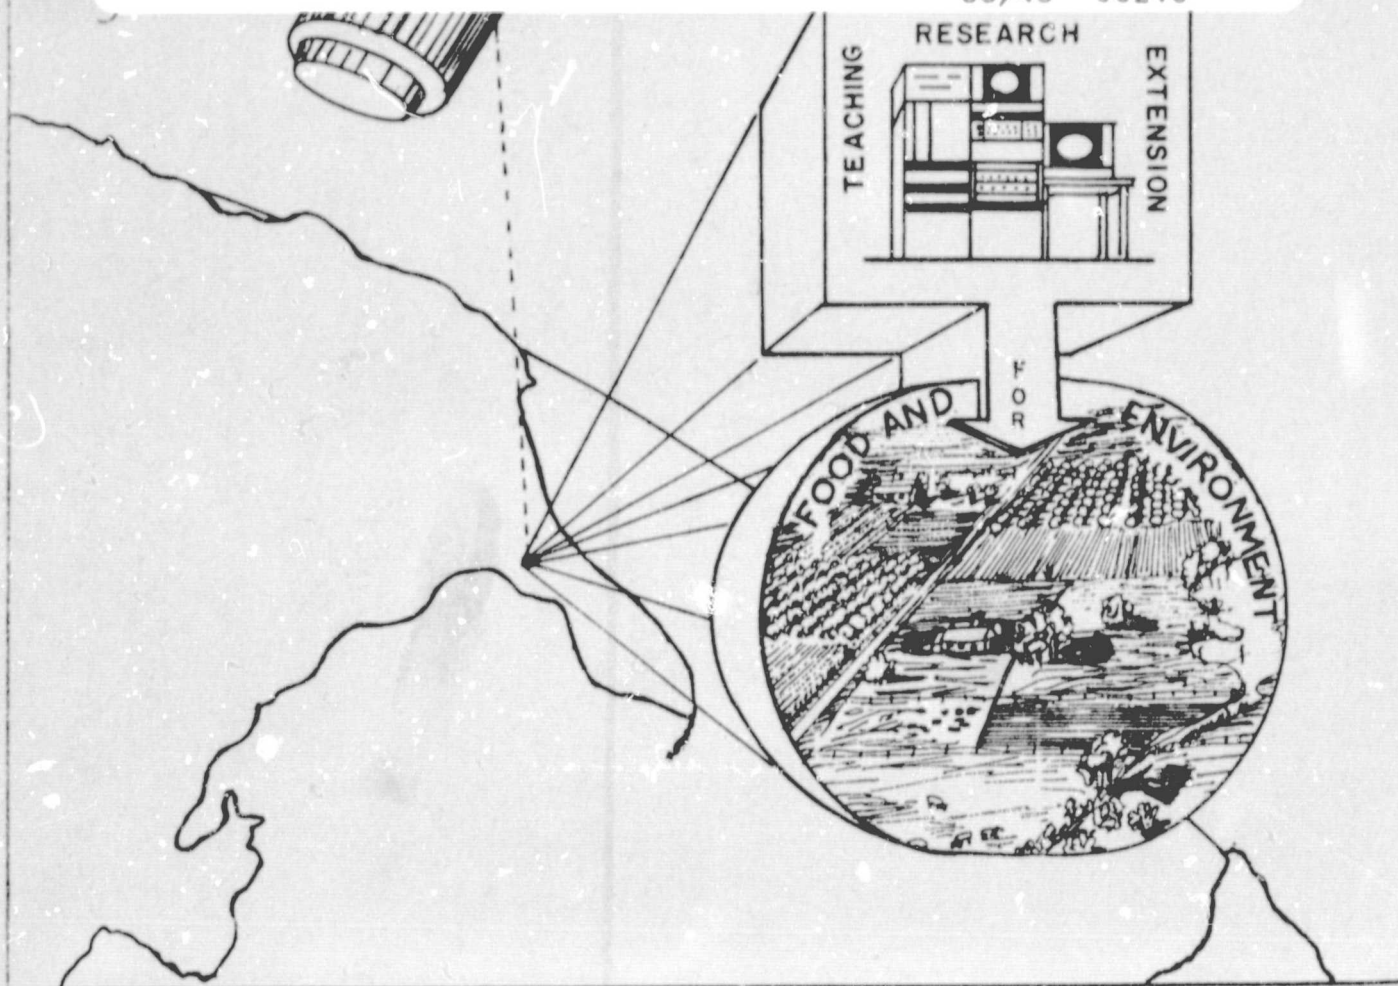 RESEARCH
TEACHING
EXTENSION
FOR
FOOD AND
ENVIRONMENT